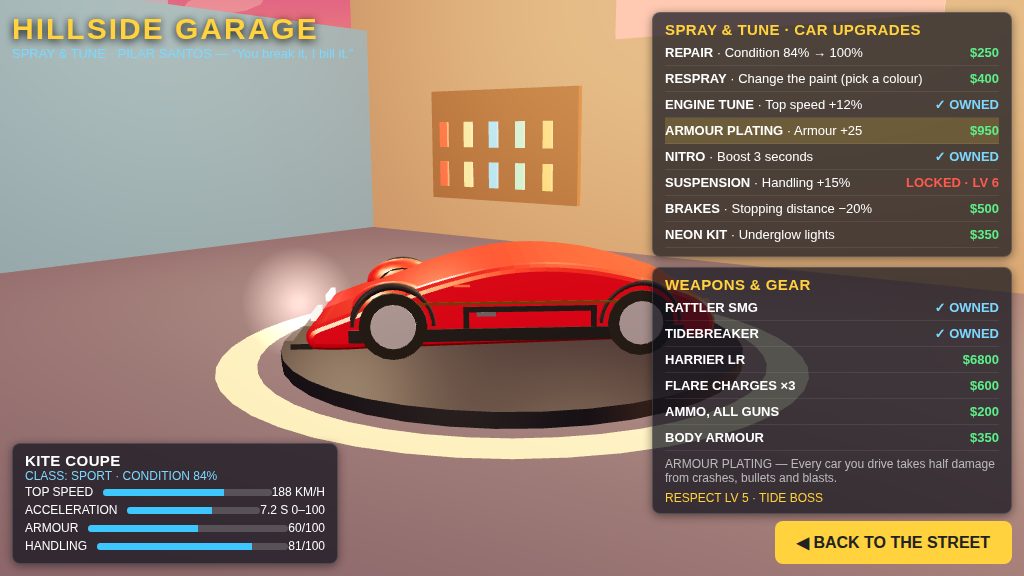 HILLSIDE GARAGE
SPRAY & TUNE · PILAR SANTOS — "You break it, I bill it."
SPRAY & TUNE · CAR UPGRADES
REPAIR · Condition 84% → 100% $250
RESPRAY · Change the paint (pick a colour) $400
ENGINE TUNE · Top speed +12% ✓ OWNED
ARMOUR PLATING · Armour +25 $950
NITRO · Boost 3 seconds ✓ OWNED
SUSPENSION · Handling +15% LOCKED · LV 6
BRAKES · Stopping distance −20% $500
NEON KIT · Underglow lights $350
WEAPONS & GEAR
RATTLER SMG ✓ OWNED
TIDEBREAKER ✓ OWNED
HARRIER LR $6800
FLARE CHARGES ×3 $600
AMMO, ALL GUNS $200
BODY ARMOUR $350
ARMOUR PLATING — Every car you drive takes half damage
from crashes, bullets and blasts.
RESPECT LV 5 · TIDE BOSS
KITE COUPE
CLASS: SPORT · CONDITION 84%
TOP SPEED 188 KM/H
ACCELERATION 7.2 S 0–100
ARMOUR 60/100
HANDLING 81/100
◀ BACK TO THE STREET